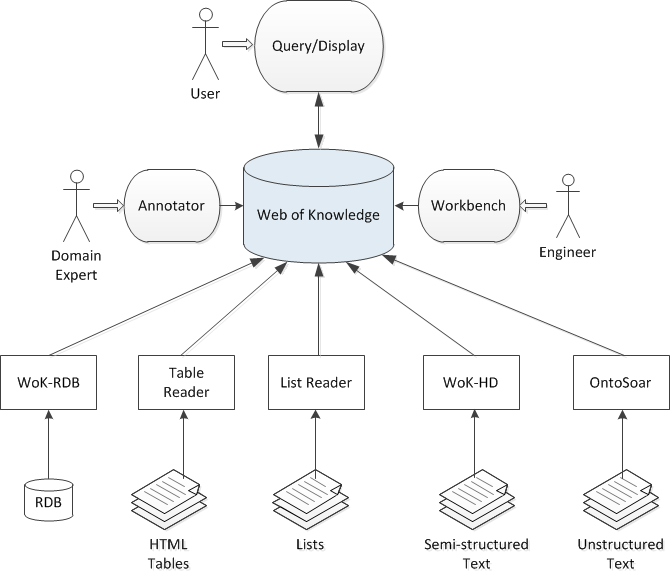 Query/Display
User
Annotator
Web of Knowledge
Workbench
Domain
Expert
Engineer
WoK-RDB
Table
Reader
List Reader
WoK-HD
OntoSoar
RDB
HTML
Tables
Lists
Semi-structured
Text
Unstructured
Text